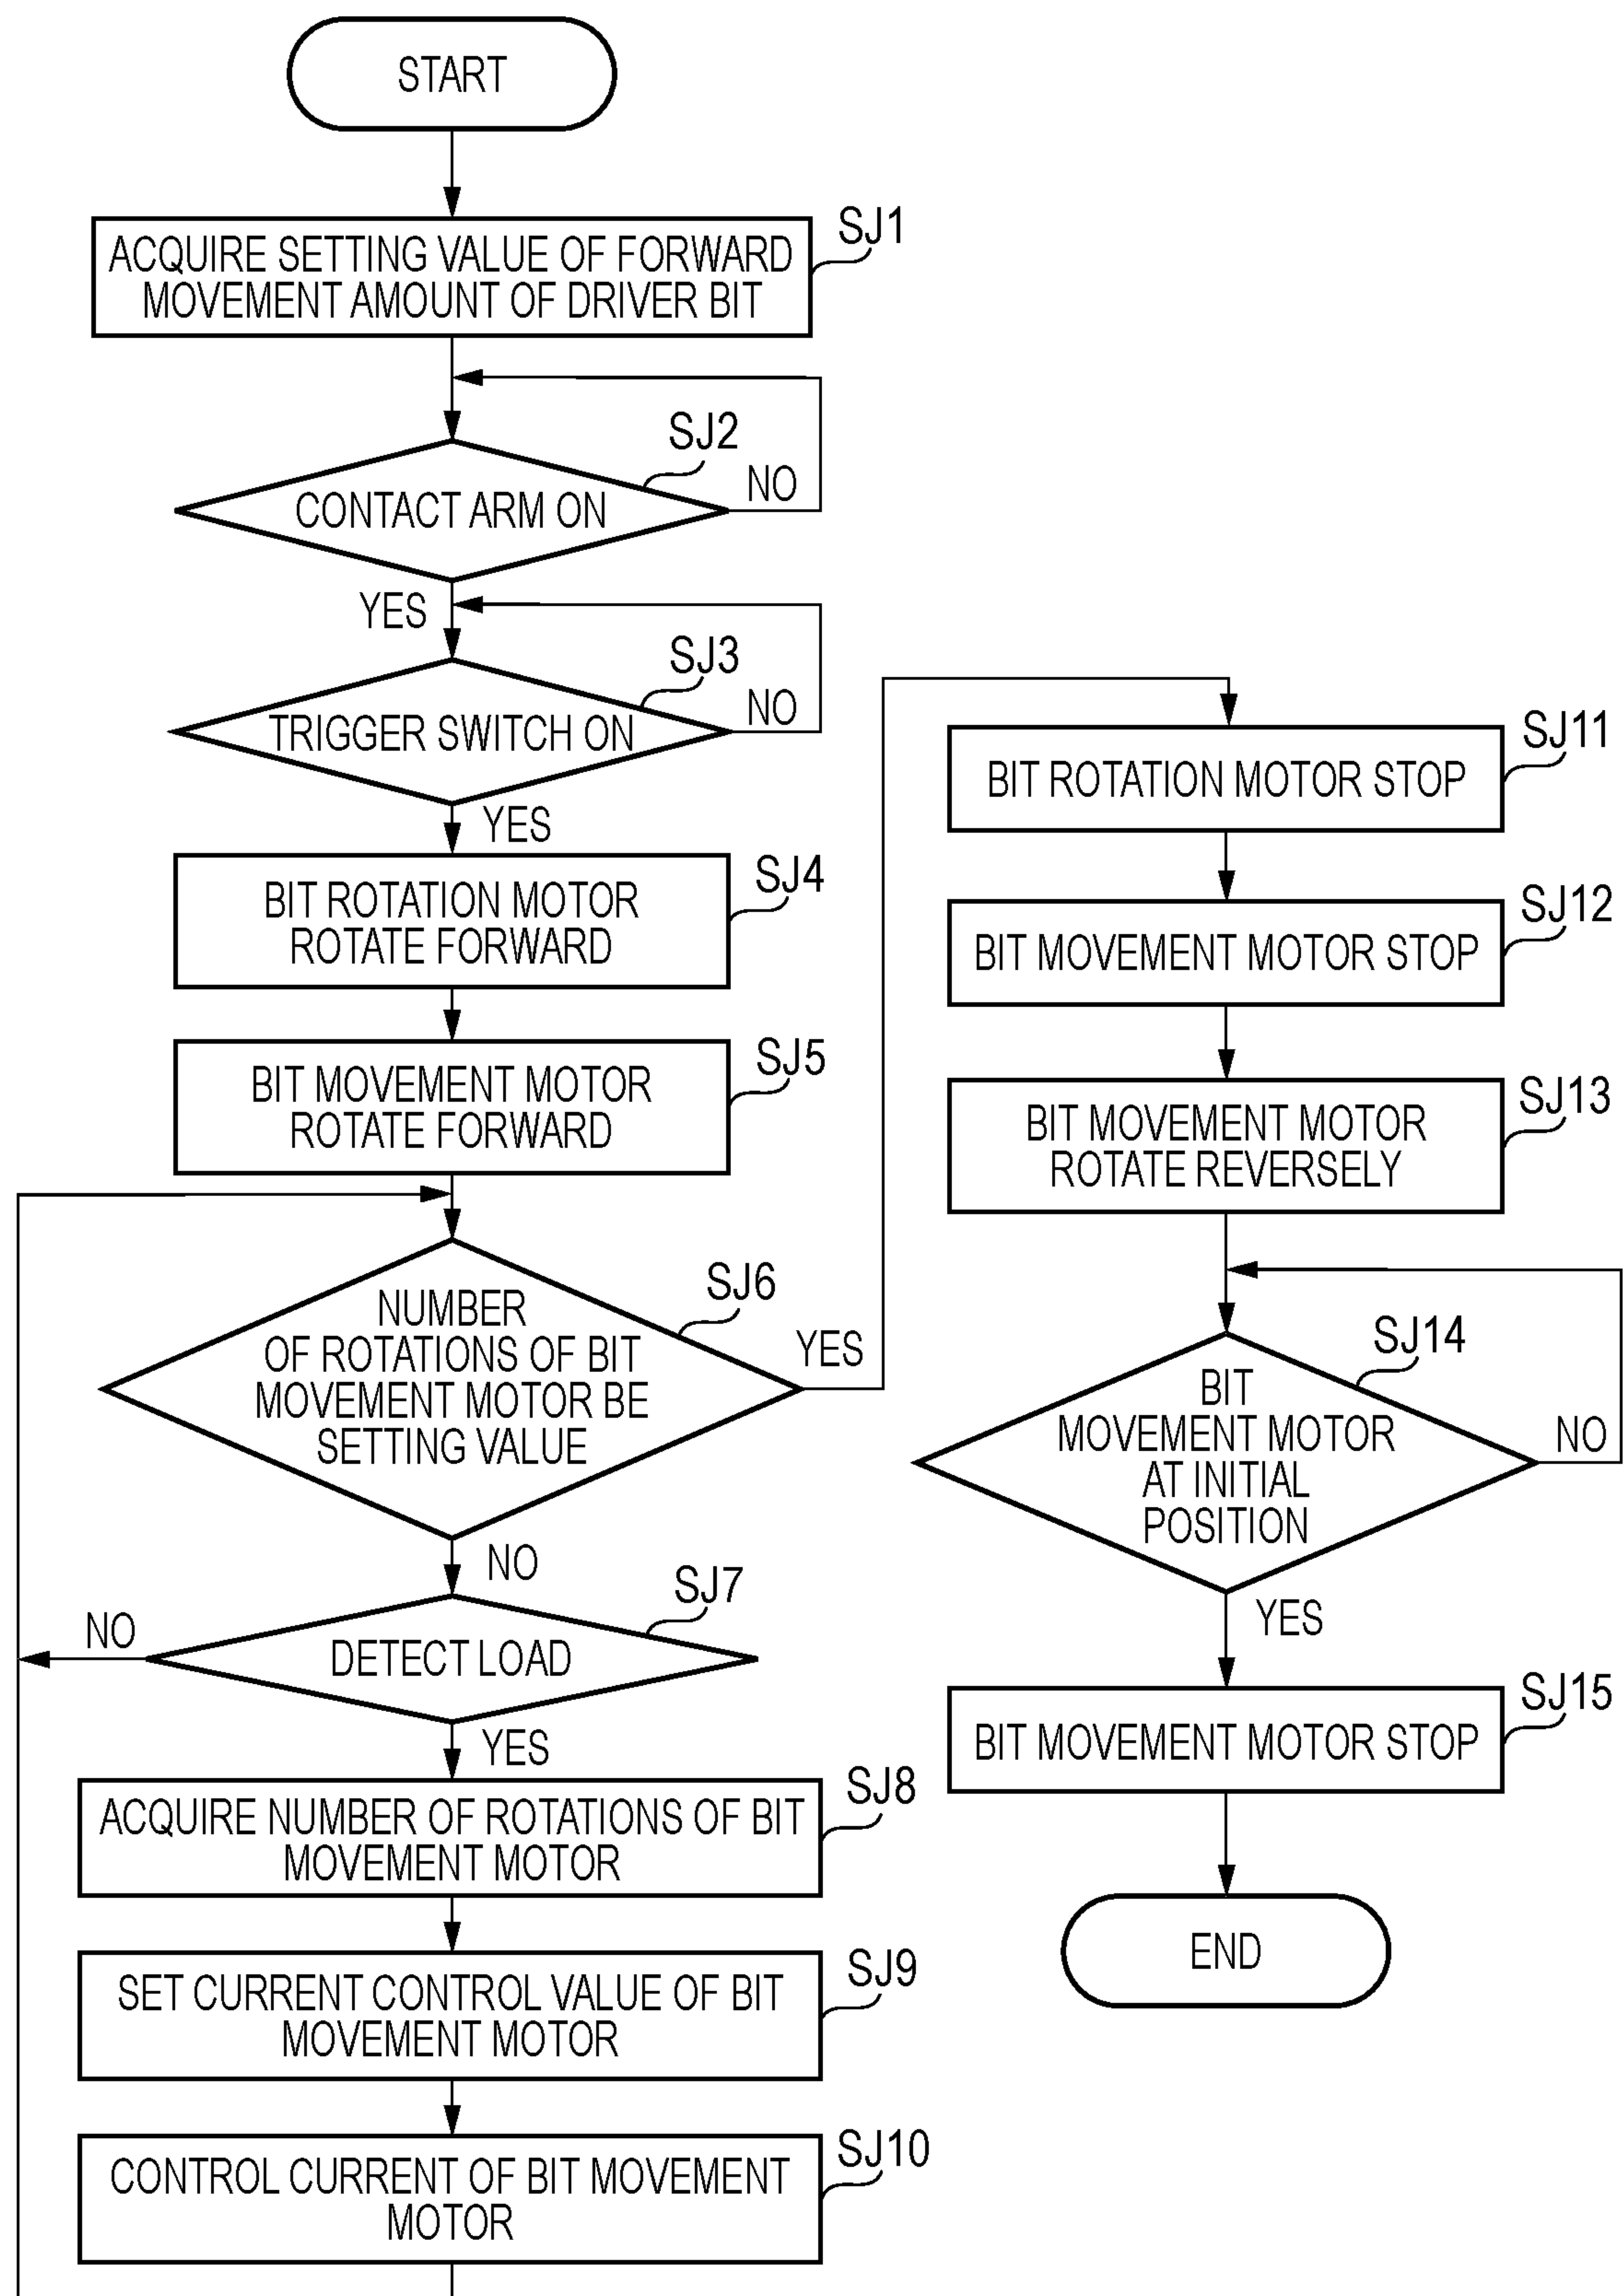 START
SJ1
ACQUIRE SETTING VALUE OF FORWARD
MOVEMENT AMOUNT OF DRIVER BIT
SJ2
NO
CONTACT ARM ON
YES
SJ3
NO
TRIGGER SWITCH ON
YES
SJ4
BIT ROTATION MOTOR
ROTATE FORWARD
SJ5
BIT MOVEMENT MOTOR
ROTATE FORWARD
SJ6
YES
NUMBER
OF ROTATIONS OF BIT
MOVEMENT MOTOR BE
SETTING VALUE
NO
SJ7
NO
DETECT LOAD
YES
SJ8
ACQUIRE NUMBER OF ROTATIONS OF BIT
MOVEMENT MOTOR
SJ9
SET CURRENT CONTROL VALUE OF BIT
MOVEMENT MOTOR
SJ10
CONTROL CURRENT OF BIT MOVEMENT
MOTOR
SJ11
BIT ROTATION MOTOR STOP
SJ12
BIT MOVEMENT MOTOR STOP
SJ13
BIT MOVEMENT MOTOR
ROTATE REVERSELY
SJ14
BIT
MOVEMENT MOTOR
AT INITIAL
POSITION
NO
YES
SJ15
BIT MOVEMENT MOTOR STOP
END